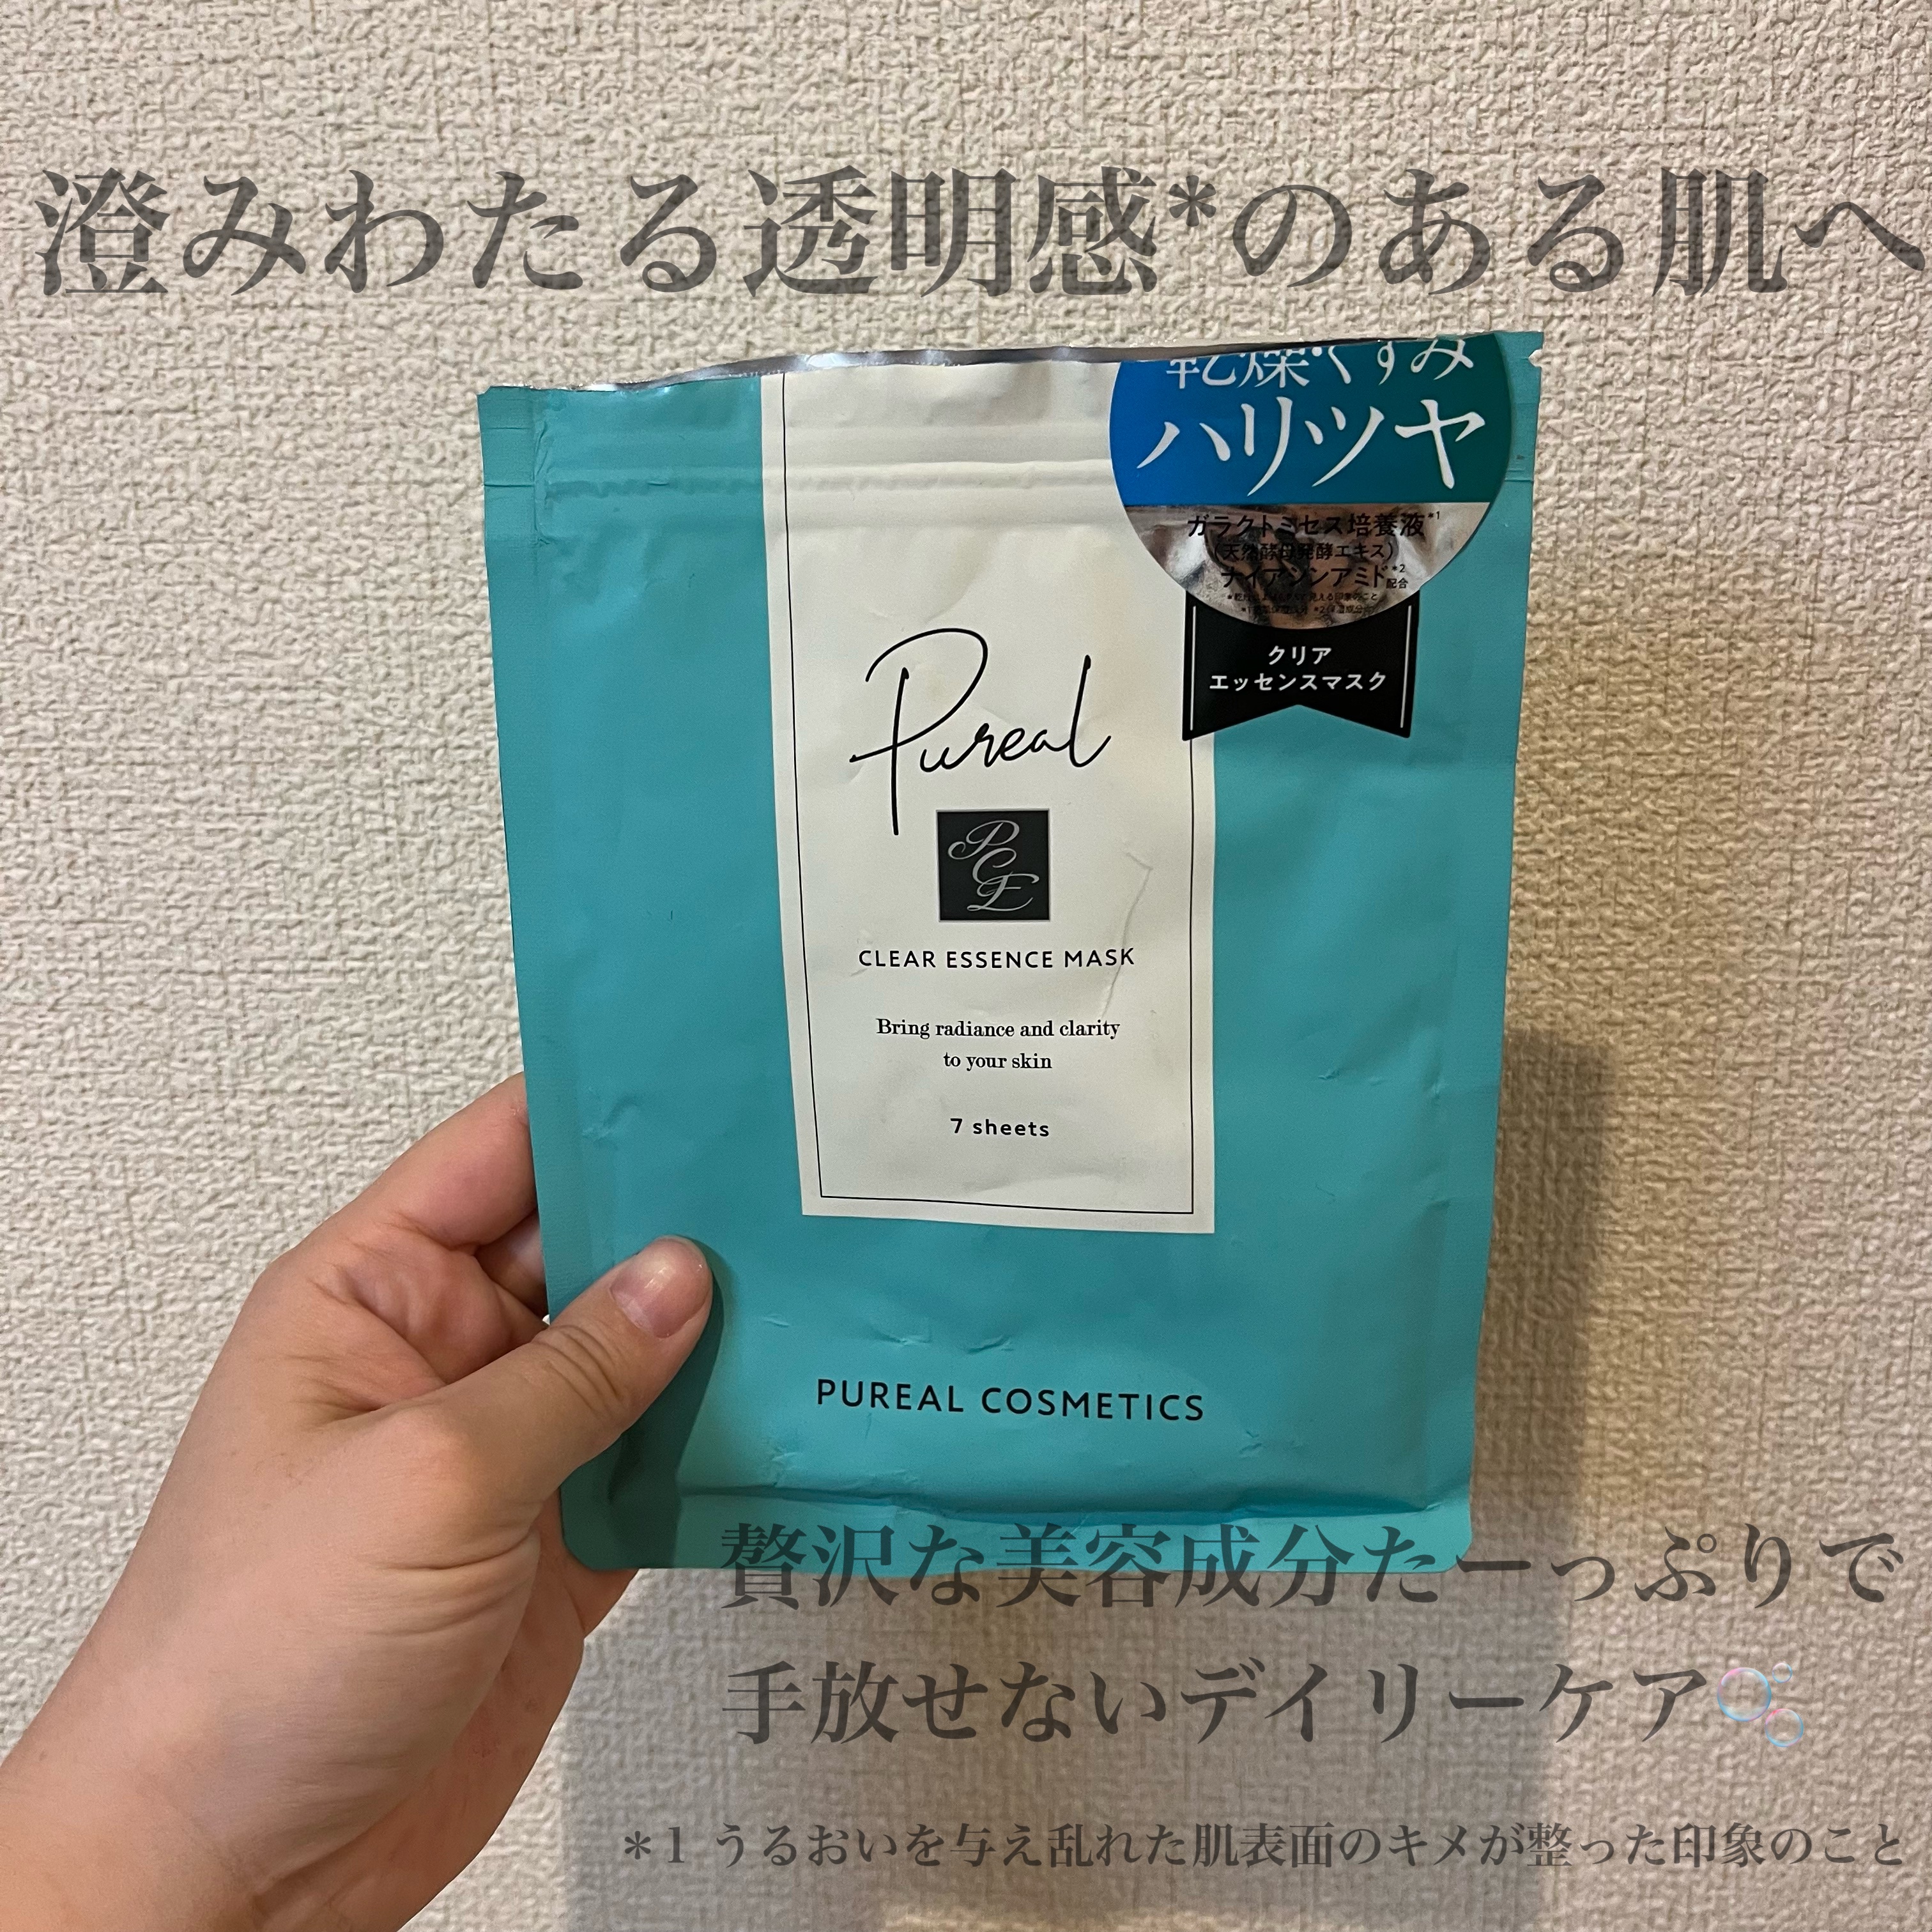 澄みわたる透明感*のある肌へ
乾燥・くすみ
ハリツヤ
ガラクトミセス培養液*1
(天然酵母発酵エキス)
ナイアシンアミド*2配合
クリア
エッセンスマスク
Pureal
PCE
CLEAR ESSENCE MASK
Bring radiance and clarity
to your skin
7 sheets
PUREAL COSMETICS
贅沢な美容成分たーっぷりで
手放せないデイリーケア🫧
*1 うるおいを与え乱れた肌表面のキメが整った印象のこと